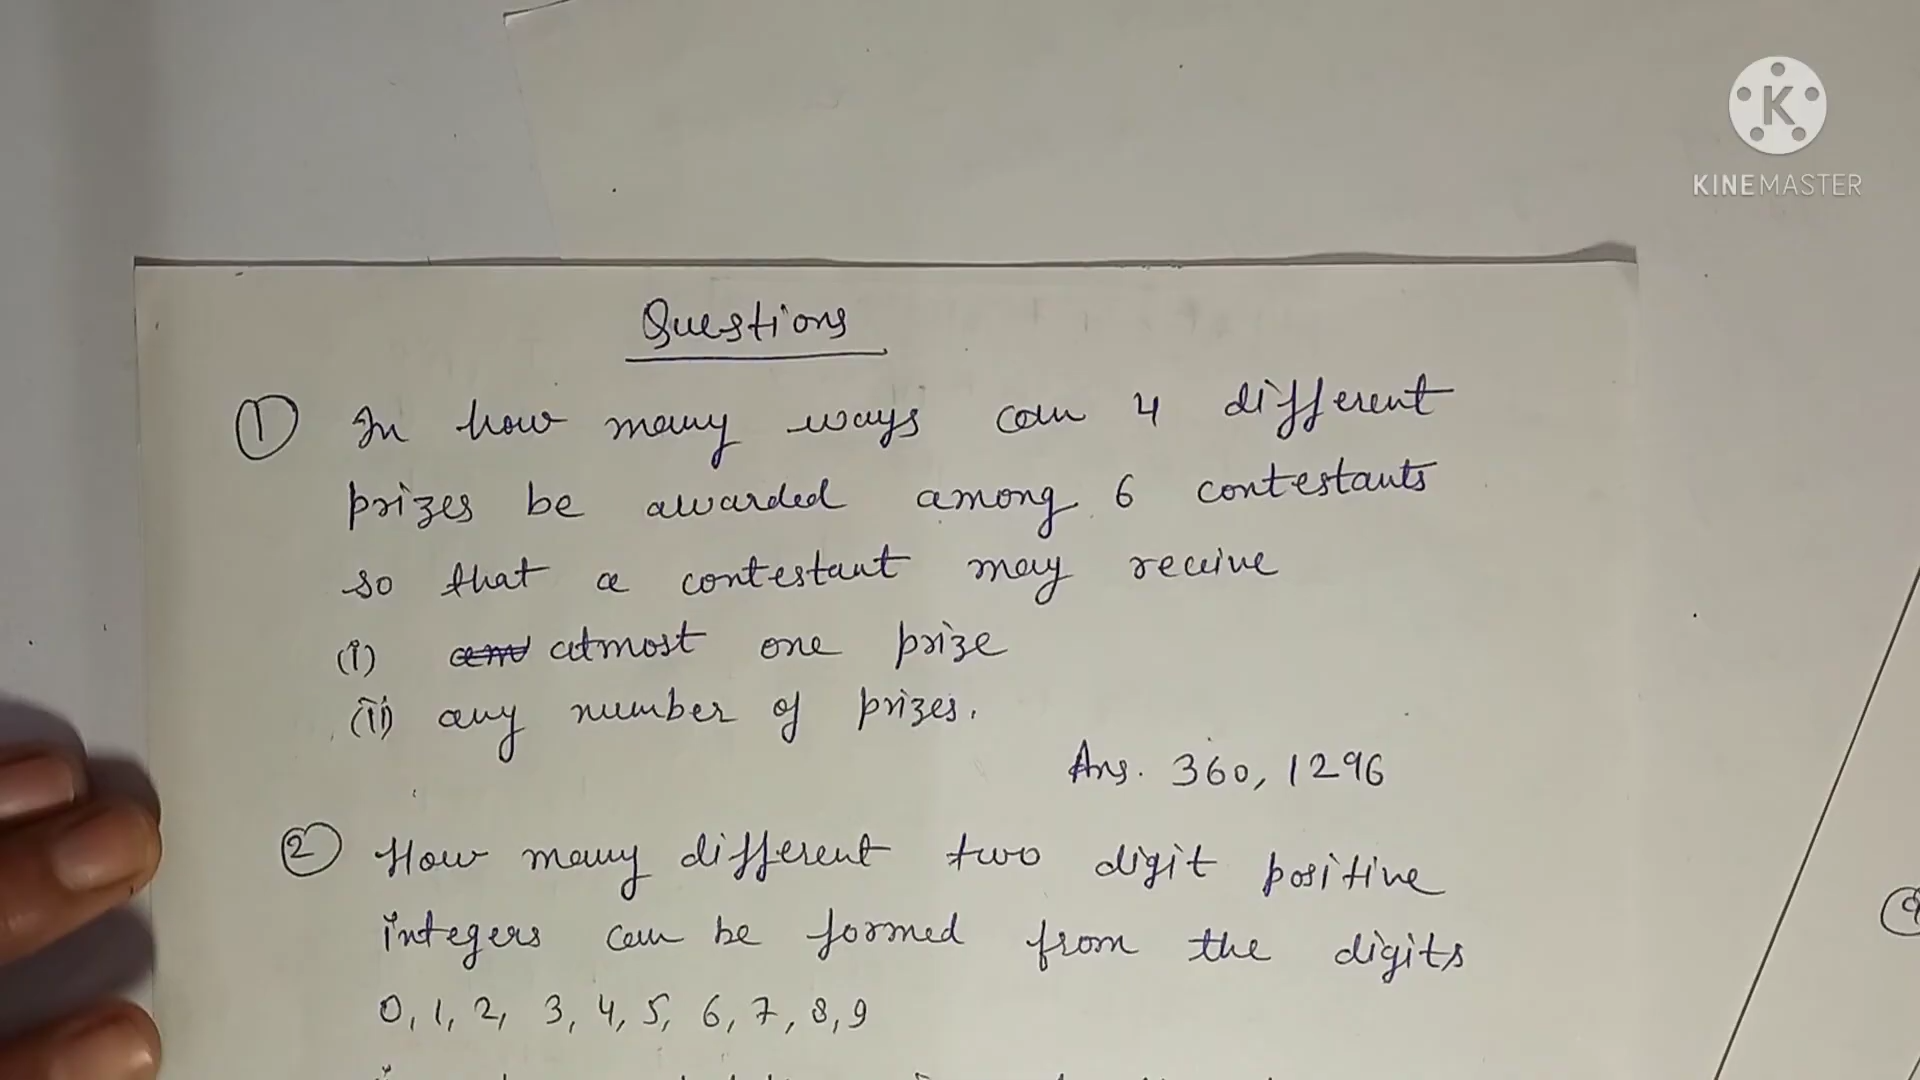 K
KINEMASTER
Questions
① In how many ways can 4 different
prizes be awarded among 6 contestants
so that a contestant may receive
(i) atmost one prize
(ii) any number of prizes.
Ans. 360, 1296
② How many different two digit positive
integers can be formed from the digits
0, 1, 2, 3, 4, 5, 6, 7, 8, 9